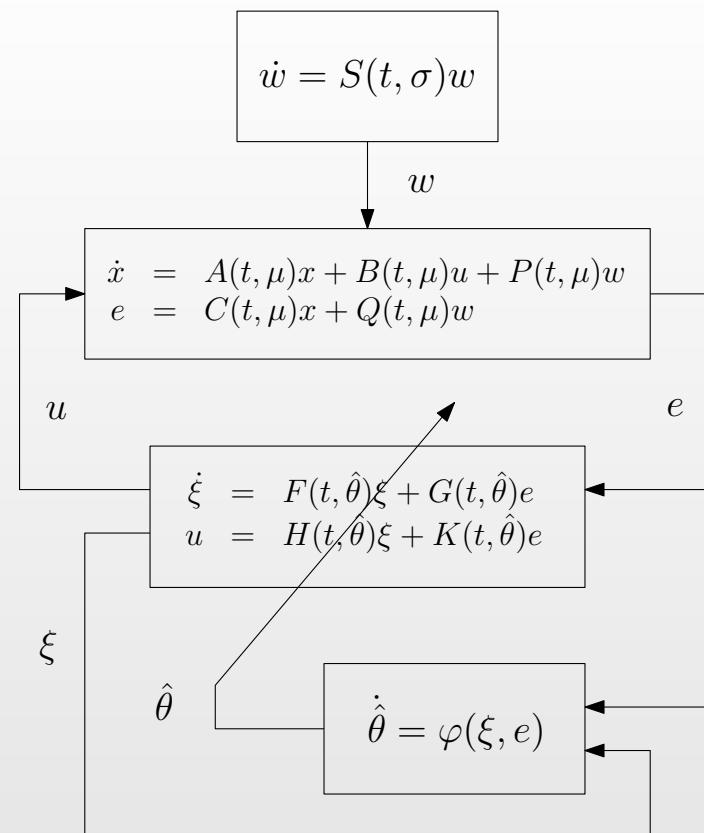 ẇ = S(t, σ)w
w
ẋ = A(t, μ)x + B(t, μ)u + P(t, μ)w
e = C(t, μ)x + Q(t, μ)w
u
e
ξ̇ = F(t, θ̂)ξ + G(t, θ̂)e
u = H(t, θ̂)ξ + K(t, θ̂)e
ξ
θ̂
θ̂̇ = φ(ξ, e)